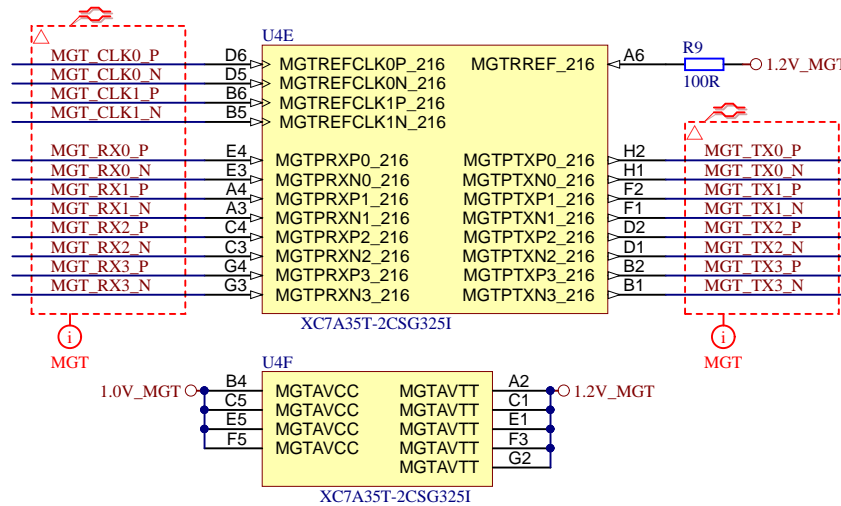 U4E
MGT_CLK0_P D6 MGTREFCLK0P_216 MGTRREF_216 A6 R9 1.2V_MGT
MGT_CLK0_N D5 MGTREFCLK0N_216 100R
MGT_CLK1_P B6 MGTREFCLK1P_216
MGT_CLK1_N B5 MGTREFCLK1N_216
MGT_RX0_P E4 MGTPRXP0_216 MGTPTXP0_216 H2 MGT_TX0_P
MGT_RX0_N E3 MGTPRXN0_216 MGTPTXN0_216 H1 MGT_TX0_N
MGT_RX1_P A4 MGTPRXP1_216 MGTPTXP1_216 F2 MGT_TX1_P
MGT_RX1_N A3 MGTPRXN1_216 MGTPTXN1_216 F1 MGT_TX1_N
MGT_RX2_P C4 MGTPRXP2_216 MGTPTXP2_216 D2 MGT_TX2_P
MGT_RX2_N C3 MGTPRXN2_216 MGTPTXN2_216 D1 MGT_TX2_N
MGT_RX3_P G4 MGTPRXP3_216 MGTPTXP3_216 B2 MGT_TX3_P
MGT_RX3_N G3 MGTPRXN3_216 MGTPTXN3_216 B1 MGT_TX3_N
XC7A35T-2CSG325I
i i
MGT MGT
U4F
1.0V_MGT B4 MGTAVCC MGTAVTT A2 1.2V_MGT
C5 MGTAVCC MGTAVTT C1
E5 MGTAVCC MGTAVTT E1
F5 MGTAVCC MGTAVTT F3
MGTAVTT G2
XC7A35T-2CSG325I